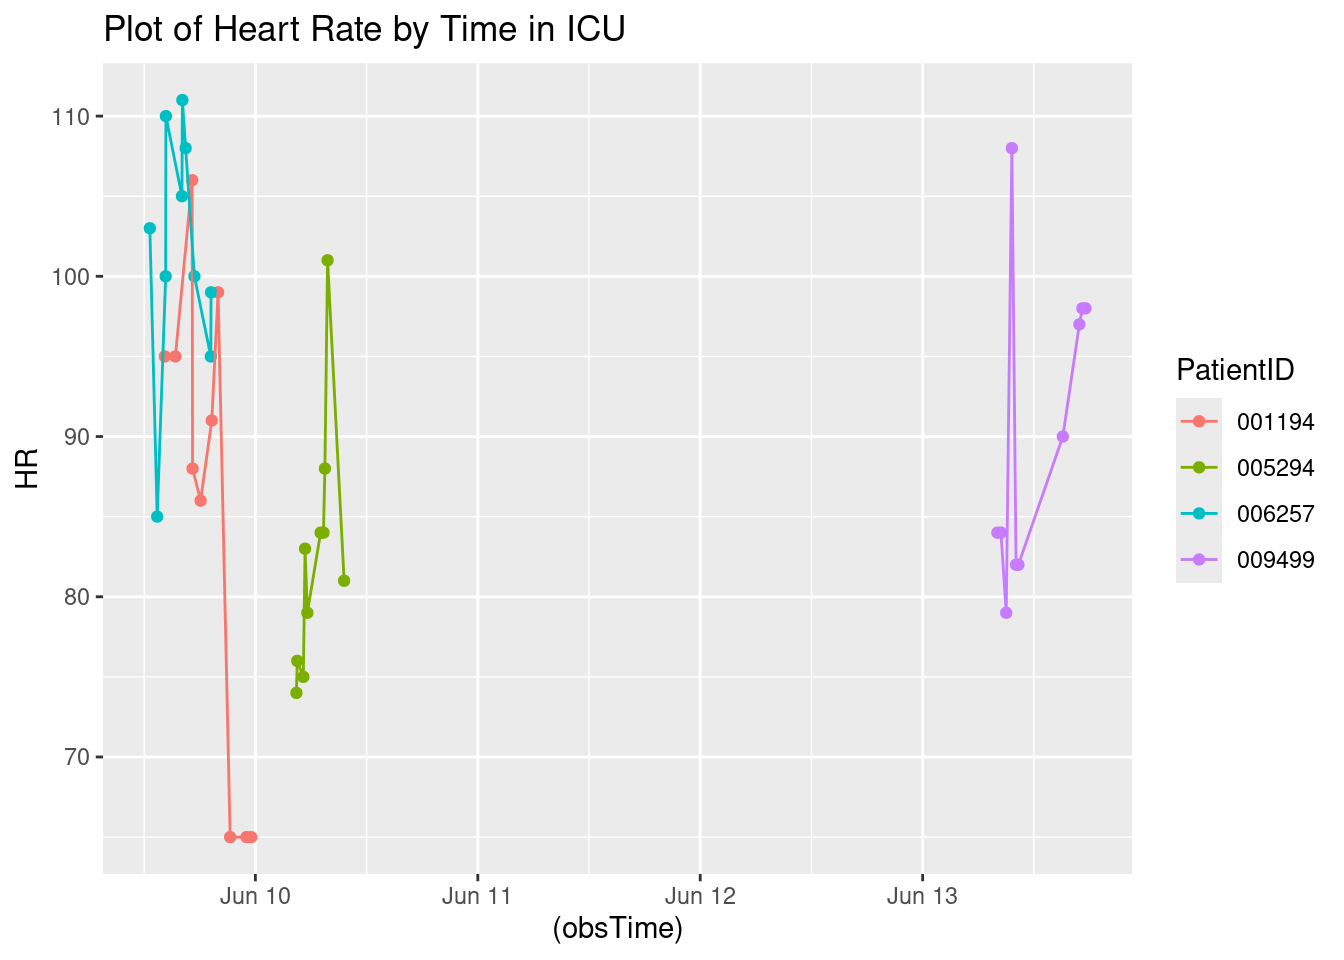 Plot of Heart Rate by Time in ICU
110
100
90
80
70
HR
Jun 10
Jun 11
Jun 12
Jun 13
(obsTime)
PatientID
001194
005294
006257
009499